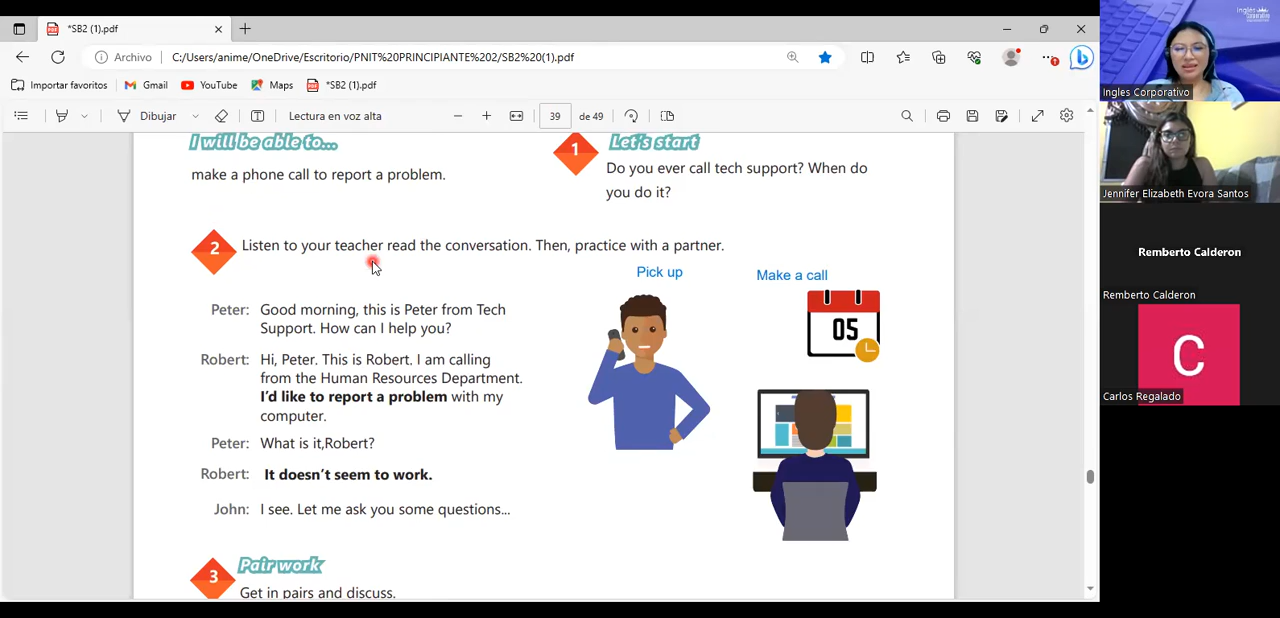 *SB2 (1).pdf
Archivo
C:/Users/anime/OneDrive/Escritorio/PNIT%20PRINCIPIANTE%202/SB2%20(1).pdf
Importar favoritos
Gmail
YouTube
Maps
*SB2 (1).pdf
Dibujar
Lectura en voz alta
39
de 49
I will be able to...
make a phone call to report a problem.
1
Let's start
Do you ever call tech support? When do
you do it?
2
Listen to your teacher read the conversation. Then, practice with a partner.
Pick up
Make a call
05
Peter: Good morning, this is Peter from Tech
Support. How can I help you?
Robert: Hi, Peter. This is Robert. I am calling
from the Human Resources Department.
I'd like to report a problem with my
computer.
Peter: What is it,Robert?
Robert: It doesn't seem to work.
John: I see. Let me ask you some questions...
3
Pair work
Get in pairs and discuss.
Ingles Corporativo
Jennifer Elizabeth Evora Santos
Remberto Calderon
Remberto Calderon
C
Carlos Regalado